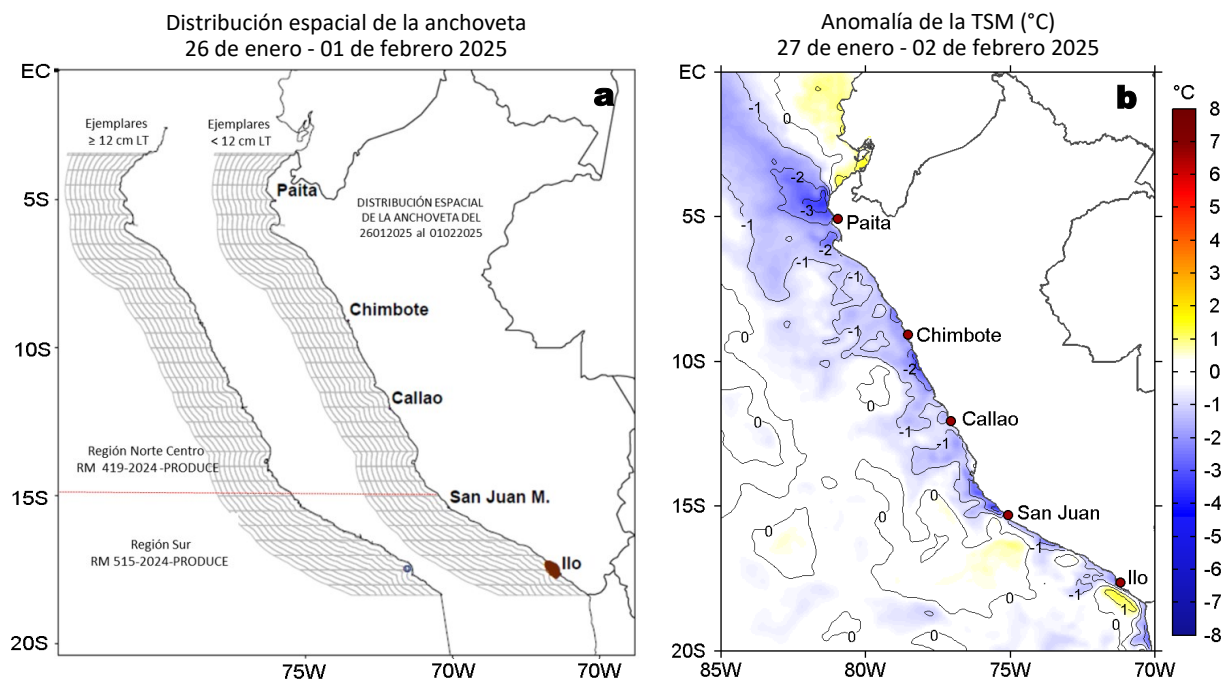 Distribución espacial de la anchoveta
26 de enero - 01 de febrero 2025
a
EC
5S
10S
15S
20S
75W
70W
70W
Ejemplares
≥ 12 cm LT
Ejemplares
< 12 cm LT
Paita
DISTRIBUCIÓN ESPACIAL
DE LA ANCHOVETA DEL
26012025 al 01022025
Chimbote
Callao
Región Norte Centro
RM 419-2024-PRODUCE
San Juan M.
Región Sur
RM 515-2024-PRODUCE
Ilo
Anomalía de la TSM (°C)
27 de enero - 02 de febrero 2025
b
EC
5S
10S
15S
20S
85W
80W
75W
70W
-1
0
-2
-3
-1
Paita
-2
-1
-1
0
-1
Chimbote
-2
0
0
Callao
-1
-1
0
San Juan
0
0
-1
Ilo
-1
0
1
0
0
0
°C
8
7
6
5
4
3
2
1
0
-1
-2
-3
-4
-5
-6
-7
-8